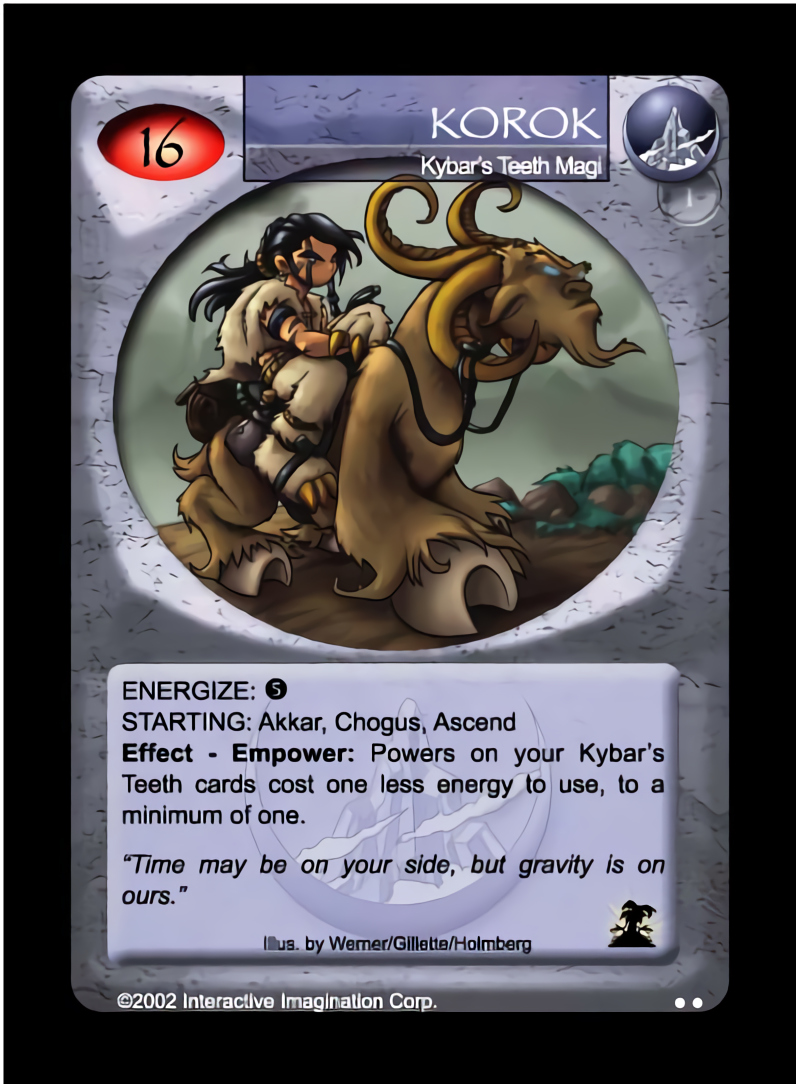 16
KOROK
Kybar's Teeth Magi
ENERGIZE: 5
STARTING: Akkar, Chogus, Ascend
Effect - Empower: Powers on your Kybar's
Teeth cards cost one less energy to use, to a
minimum of one.
“Time may be on your side, but gravity is on
ours.”
Illus. by Werner/Gillette/Holmberg
©2002 Interactive Imagination Corp.